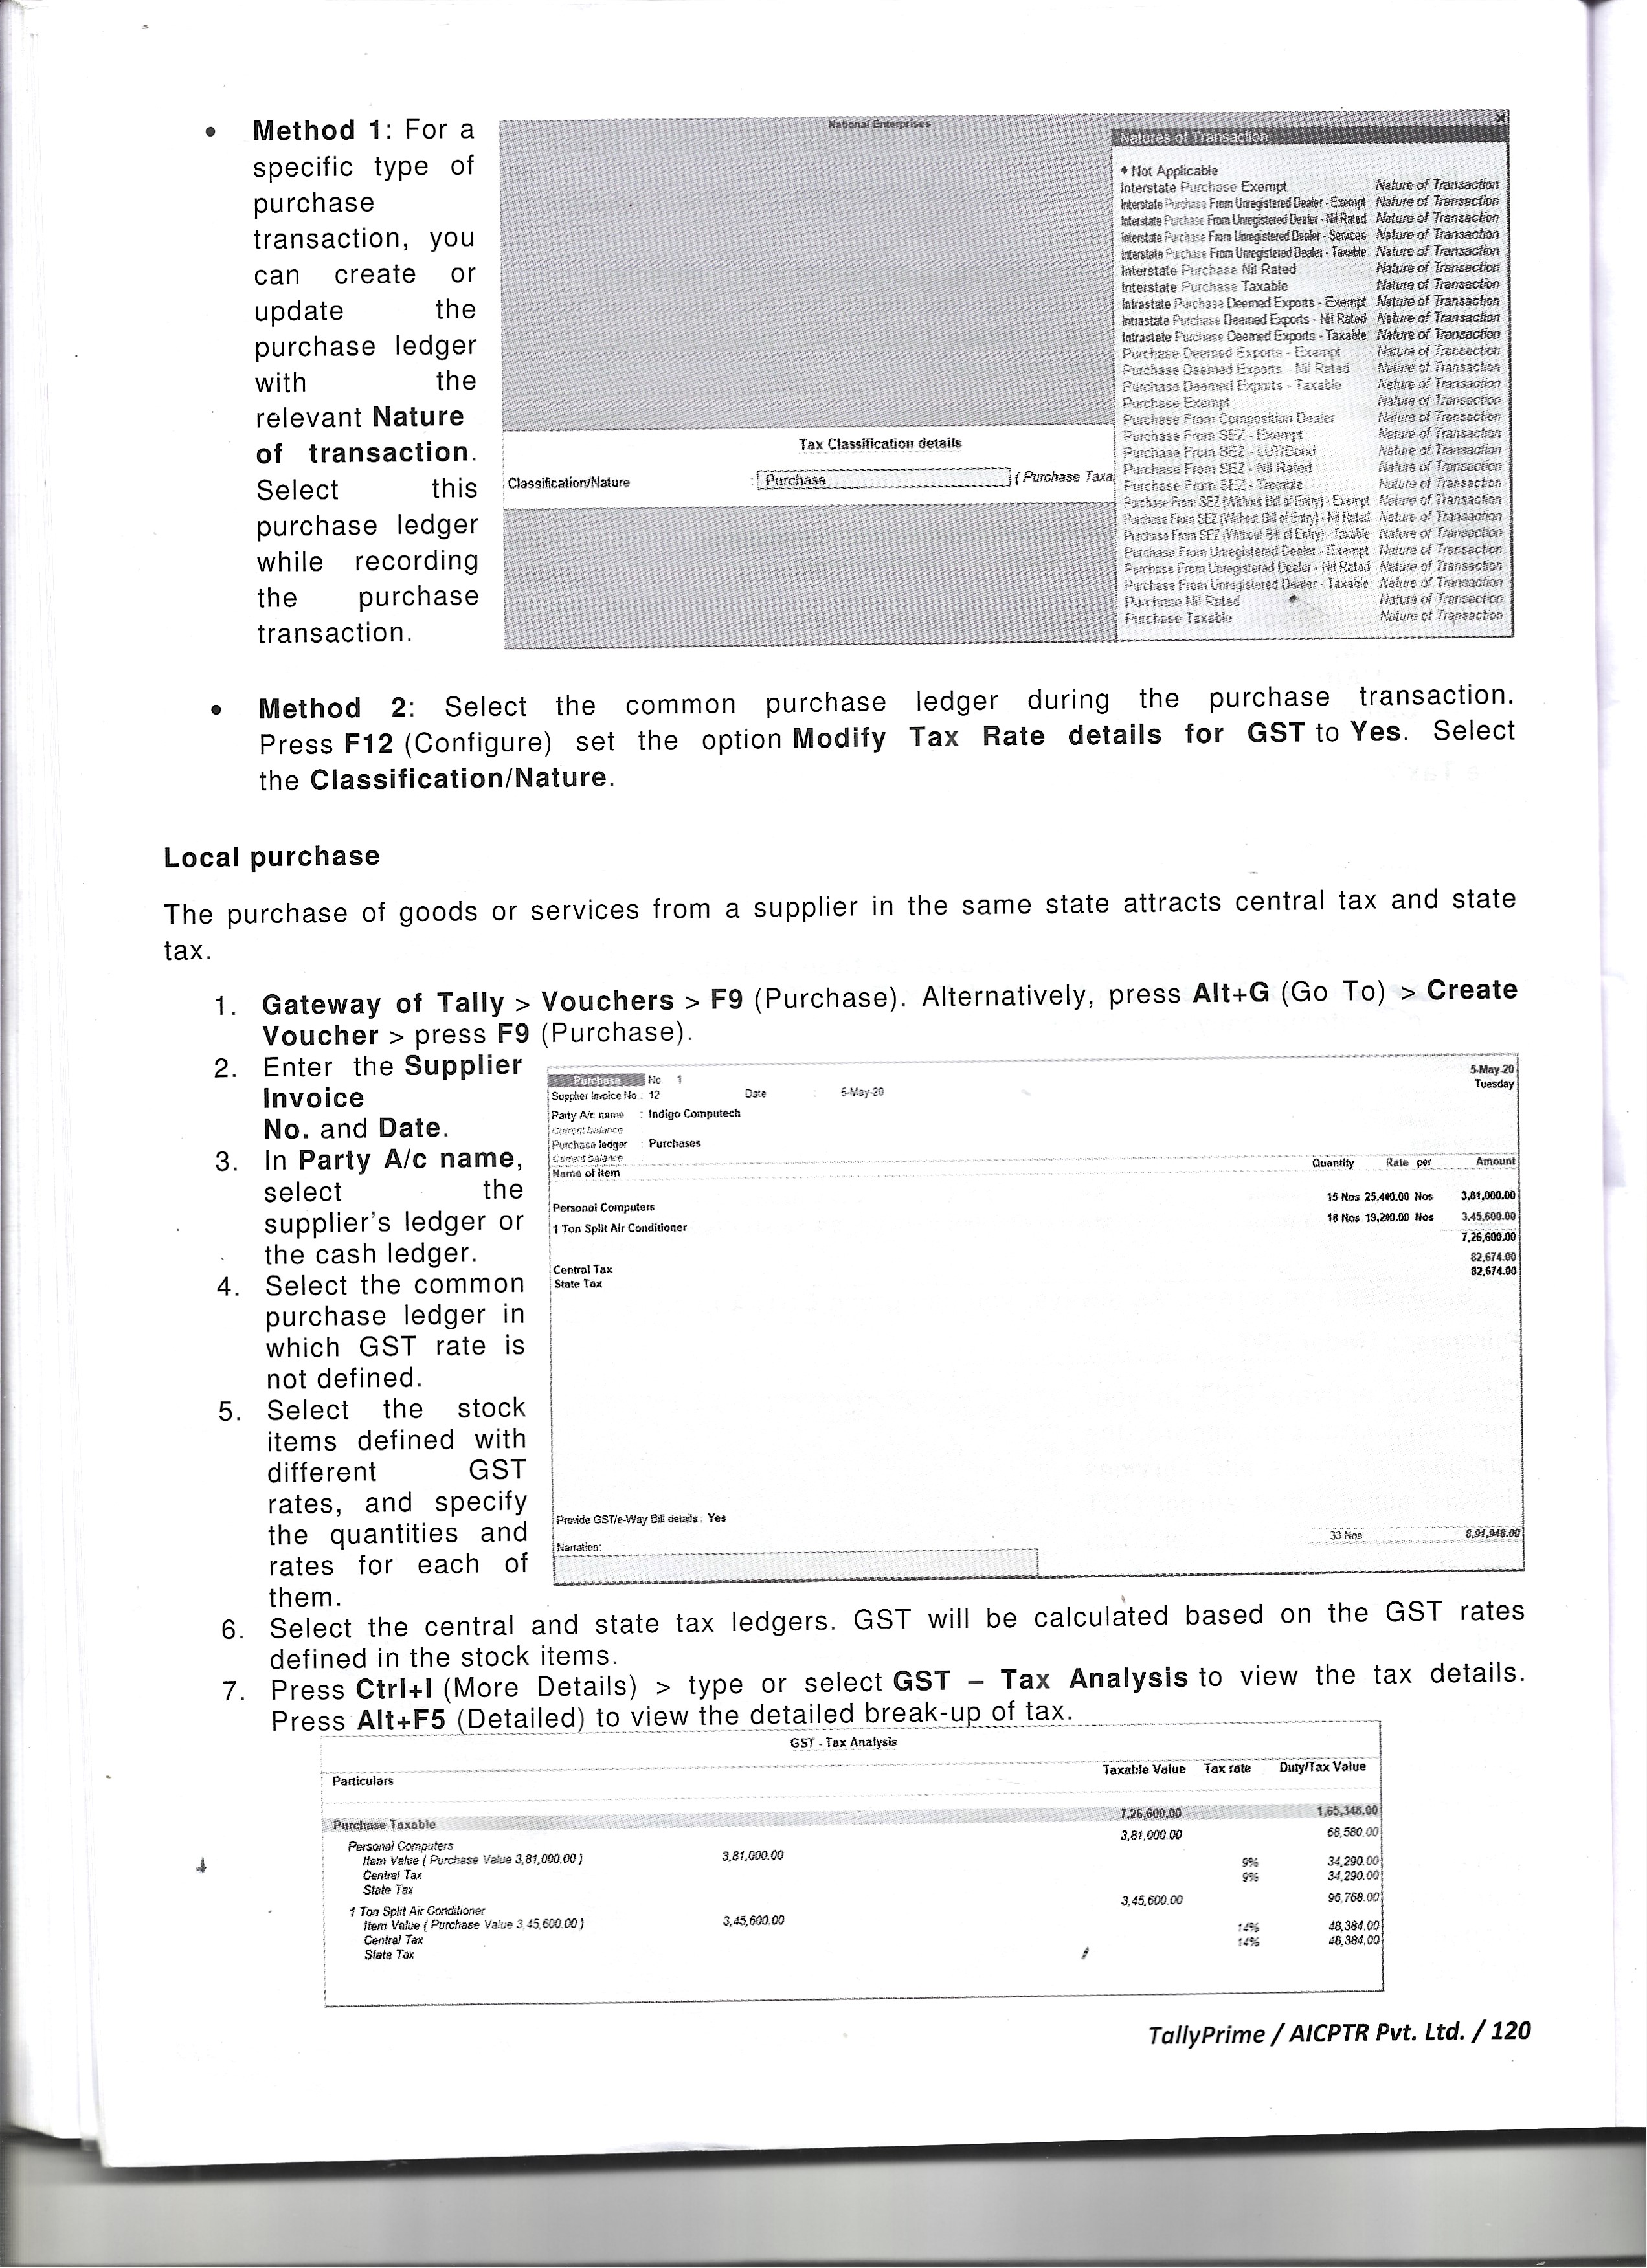 • Method 1: For a
specific type of
purchase
transaction, you
can create or
update the
purchase ledger
with the
relevant Nature
of transaction.
Select this
purchase ledger
while recording
the purchase
transaction.
National Enterprises
Natures of Transaction
♦ Not Applicable
Interstate Purchase Exempt Nature of Transaction
Interstate Purchase From Unregistered Dealer - Exempt Nature of Transaction
Interstate Purchase From Unregistered Dealer - Nil Rated Nature of Transaction
Interstate Purchase From Unregistered Dealer - Services Nature of Transaction
Interstate Purchase From Unregistered Dealer - Taxable Nature of Transaction
Interstate Purchase Nil Rated Nature of Transaction
Interstate Purchase Taxable Nature of Transaction
Intrastate Purchase Deemed Exports - Exempt Nature of Transaction
Intrastate Purchase Deemed Exports - Nil Rated Nature of Transaction
Intrastate Purchase Deemed Exports - Taxable Nature of Transaction
Purchase Deemed Exports - Exempt Nature of Transaction
Purchase Deemed Exports - Nil Rated Nature of Transaction
Purchase Deemed Exports - Taxable Nature of Transaction
Purchase Exempt Nature of Transaction
Purchase From Composition Dealer Nature of Transaction
Purchase From SEZ - Exempt Nature of Transaction
Purchase From SEZ - LUT/Bond Nature of Transaction
Purchase From SEZ - Nil Rated Nature of Transaction
Purchase From SEZ - Taxable Nature of Transaction
Purchase From SEZ (Without Bill of Entry) - Exempt Nature of Transaction
Purchase From SEZ (Without Bill of Entry) - Nil Rated Nature of Transaction
Purchase From SEZ (Without Bill of Entry) - Taxable Nature of Transaction
Purchase From Unregistered Dealer - Exempt Nature of Transaction
Purchase From Unregistered Dealer - Nil Rated Nature of Transaction
Purchase From Unregistered Dealer - Taxable Nature of Transaction
Purchase Nil Rated Nature of Transaction
Purchase Taxable Nature of Transaction
Tax Classification details
Classification/Nature : Purchase ( Purchase Taxa
• Method 2: Select the common purchase ledger during the purchase transaction.
Press F12 (Configure) set the option Modify Tax Rate details for GST to Yes. Select
the Classification/Nature.
Local purchase
The purchase of goods or services from a supplier in the same state attracts central tax and state
tax.
1. Gateway of Tally > Vouchers > F9 (Purchase). Alternatively, press Alt+G (Go To) > Create
Voucher > press F9 (Purchase).
2. Enter the Supplier
Invoice
No. and Date.
3. In Party A/c name,
select the
supplier's ledger or
the cash ledger.
4. Select the common
purchase ledger in
which GST rate is
not defined.
5. Select the stock
items defined with
different GST
rates, and specify
the quantities and
rates for each of
them.
Purchase No 1 5-May-20
Supplier Invoice No. 12 Date : 5-May-20 Tuesday
Party A/c name : Indigo Computech
Current balance
Purchase ledger : Purchases
Current balance :
Name of Item Quantity Rate per Amount
Personal Computers 15 Nos 25,400.00 Nos 3,81,000.00
1 Ton Split Air Conditioner 18 Nos 19,200.00 Nos 3,45,600.00
7,26,600.00
Central Tax 82,674.00
State Tax 82,674.00
Provide GST/e-Way Bill details : Yes
Narration: 33 Nos 8,91,948.00
6. Select the central and state tax ledgers. GST will be calculated based on the GST rates
defined in the stock items.
7. Press Ctrl+I (More Details) > type or select GST – Tax Analysis to view the tax details.
Press Alt+F5 (Detailed) to view the detailed break-up of tax.
GST - Tax Analysis
Particulars Taxable Value Tax rate Duty/Tax Value
Purchase Taxable 7,26,600.00 1,65,348.00
Personal Computers 3,81,000.00 68,580.00
Item Value ( Purchase Value 3,81,000.00 ) 3,81,000.00
Central Tax 9% 34,290.00
State Tax 9% 34,290.00
1 Ton Split Air Conditioner 3,45,600.00 96,768.00
Item Value ( Purchase Value 3,45,600.00 ) 3,45,600.00
Central Tax 14% 48,384.00
State Tax 14% 48,384.00
TallyPrime / AICPTR Pvt. Ltd. / 120